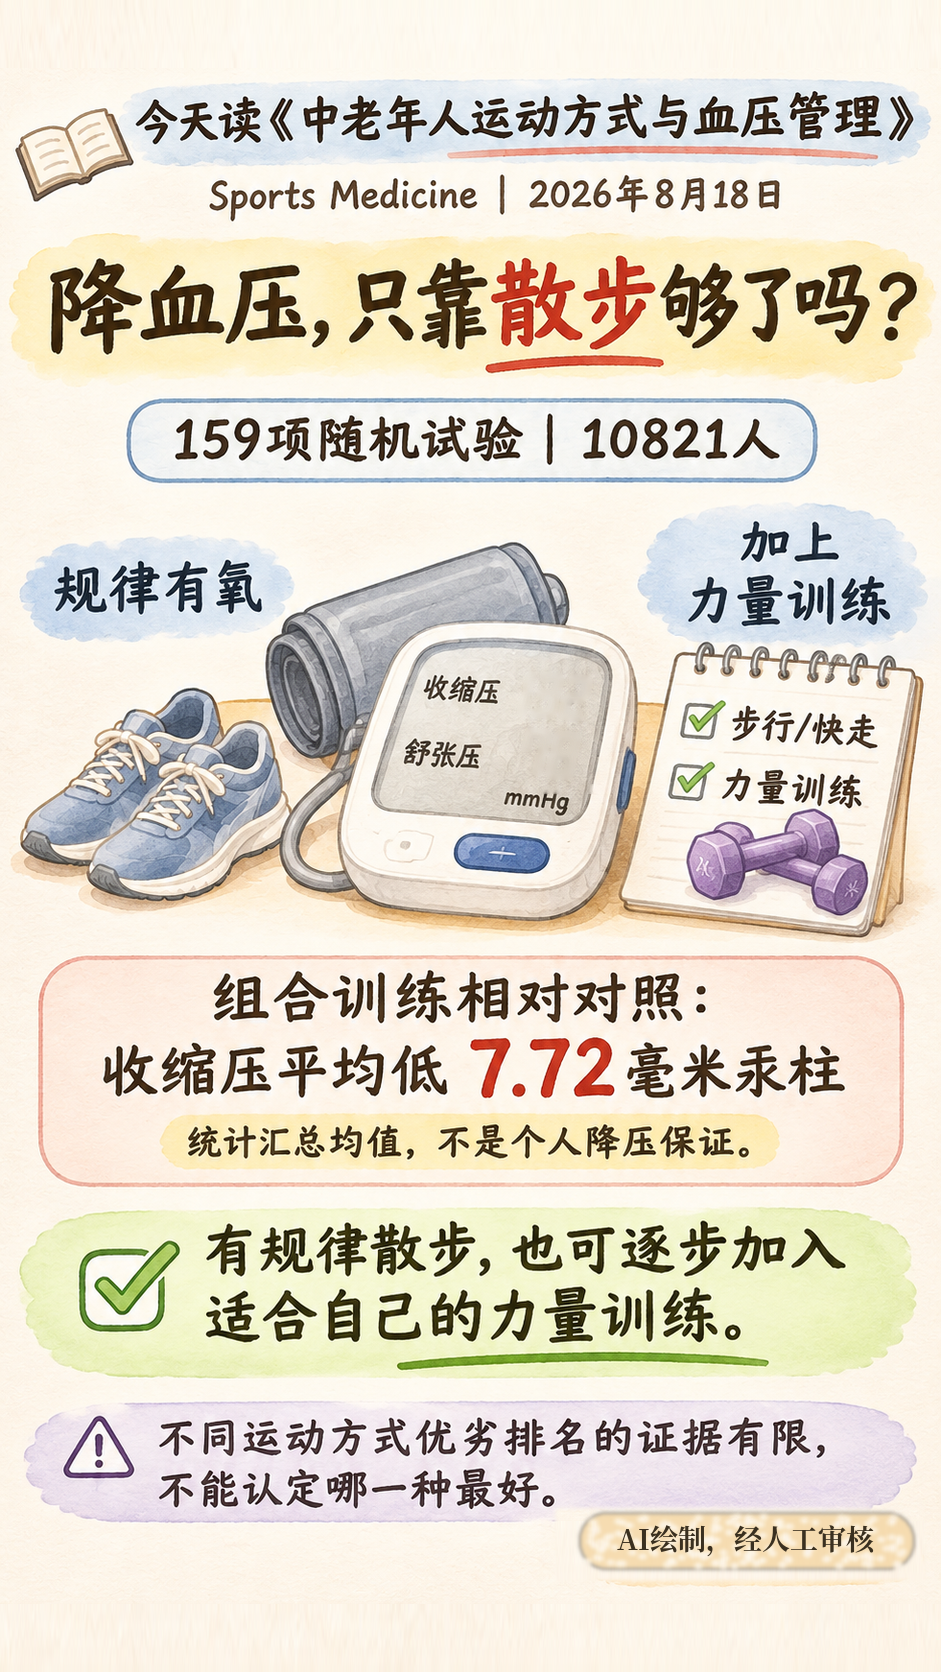 今天读《中老年人运动方式与血压管理》
Sports Medicine | 2026年8月18日
降血压,只靠散步够了吗?
159项随机试验 | 10821人
规律有氧
加上
力量训练
收缩压
舒张压
mmHg
步行/快走
力量训练
组合训练相对对照：
收缩压平均低 7.72 毫米汞柱
统计汇总均值，不是个人降压保证。
有规律散步，也可逐步加入
适合自己的力量训练。
不同运动方式优劣排名的证据有限，
不能认定哪一种最好。
AI绘制，经人工审核